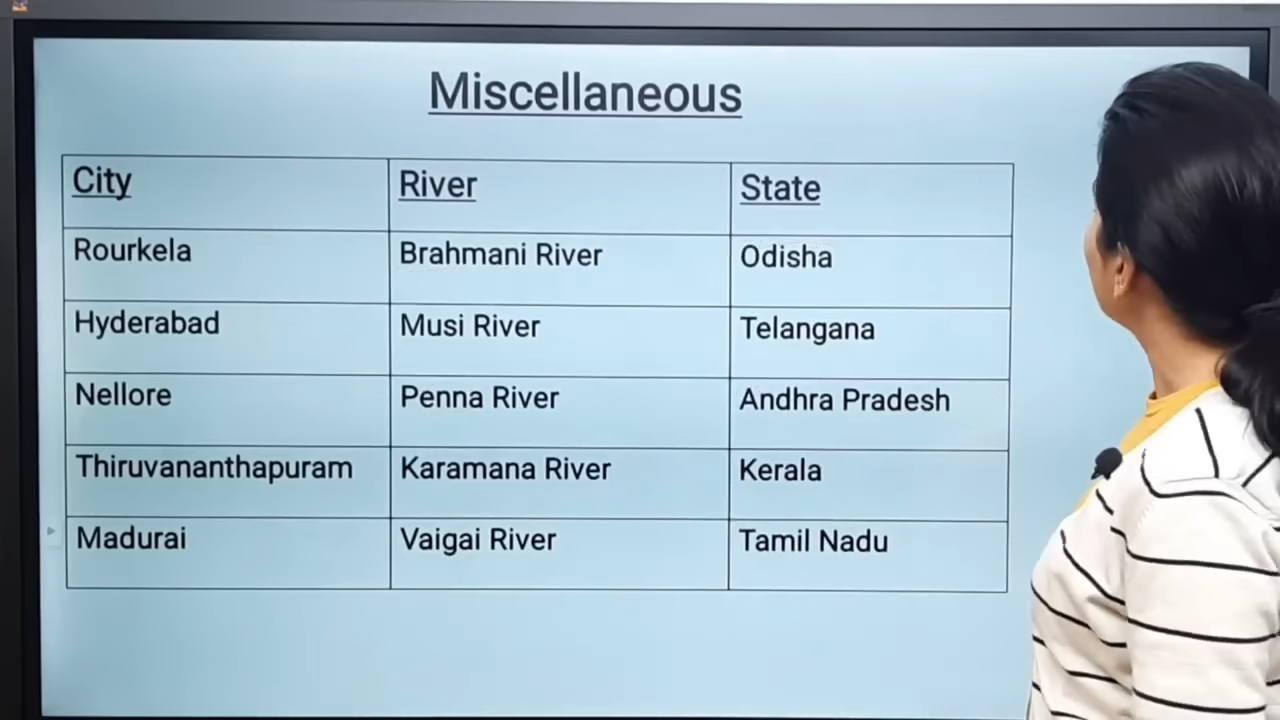 Miscellaneous
City River State
Rourkela Brahmani River Odisha
Hyderabad Musi River Telangana
Nellore Penna River Andhra Pradesh
Thiruvananthapuram Karamana River Kerala
Madurai Vaigai River Tamil Nadu